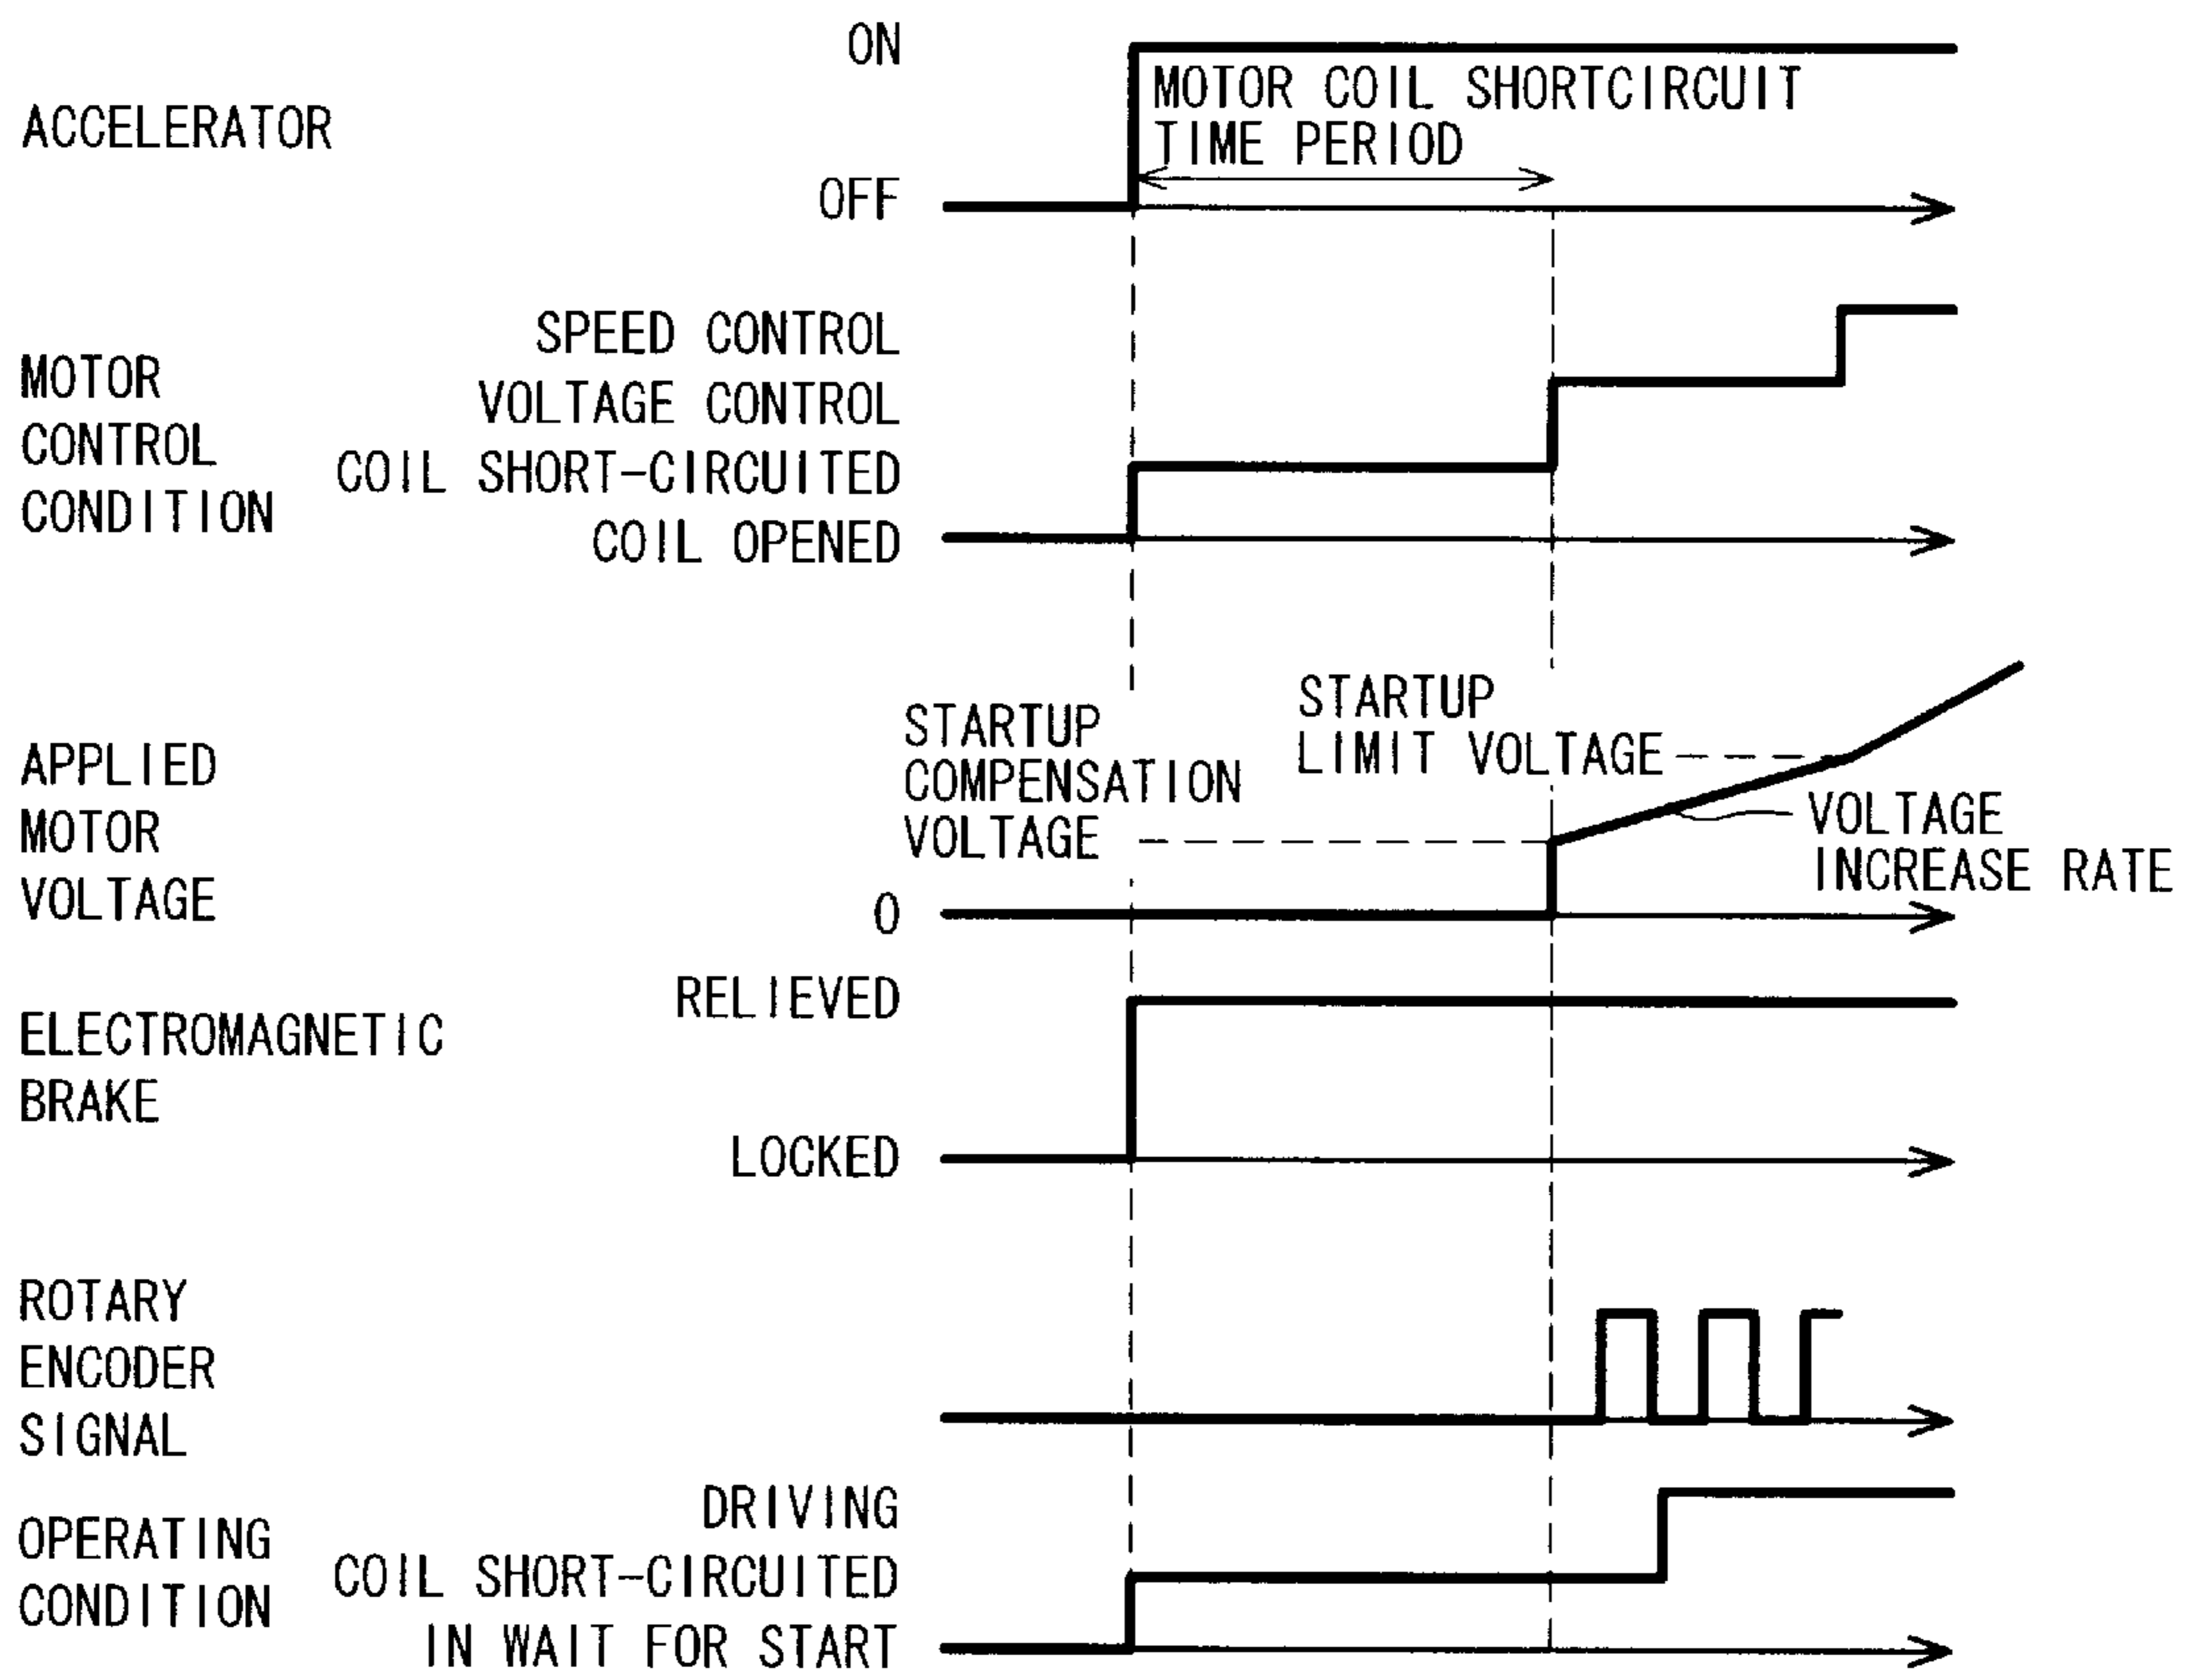 ACCELERATOR
ON
OFF
MOTOR COIL SHORTCIRCUIT
TIME PERIOD
MOTOR
CONTROL
CONDITION
SPEED CONTROL
VOLTAGE CONTROL
COIL SHORT-CIRCUITED
COIL OPENED
APPLIED
MOTOR
VOLTAGE
STARTUP
COMPENSATION
VOLTAGE
STARTUP
LIMIT VOLTAGE
VOLTAGE
INCREASE RATE
0
ELECTROMAGNETIC
BRAKE
RELIEVED
LOCKED
ROTARY
ENCODER
SIGNAL
OPERATING
CONDITION
DRIVING
COIL SHORT-CIRCUITED
IN WAIT FOR START